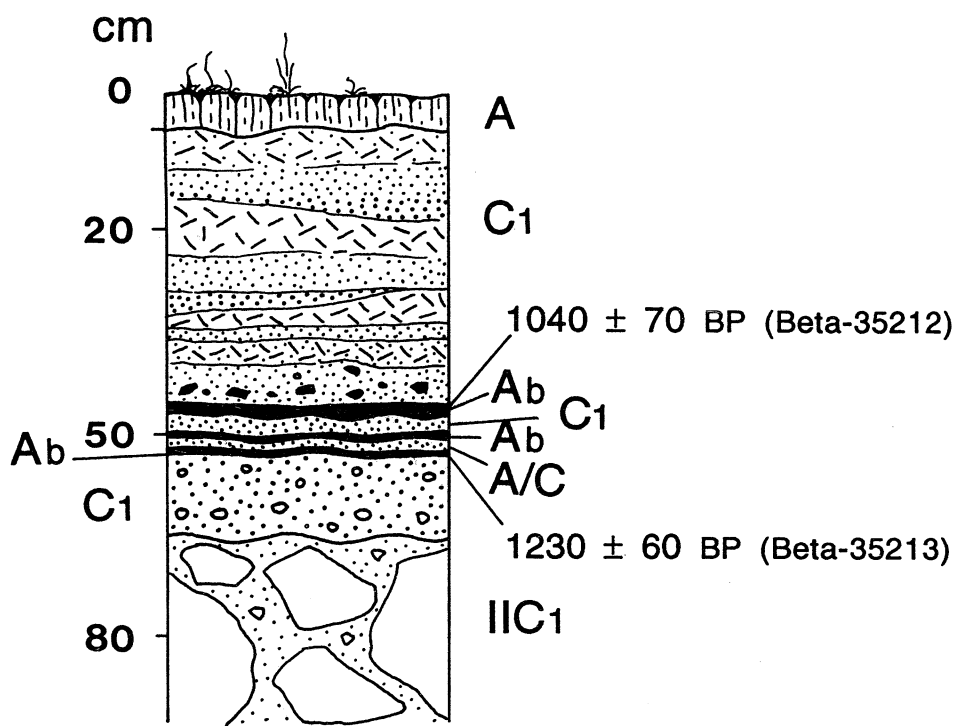 cm
0
A
20
C1
1040 ± 70 BP (Beta-35212)
Ab
C1
50
Ab
Ab
A/C
C1
1230 ± 60 BP (Beta-35213)
IIC1
80